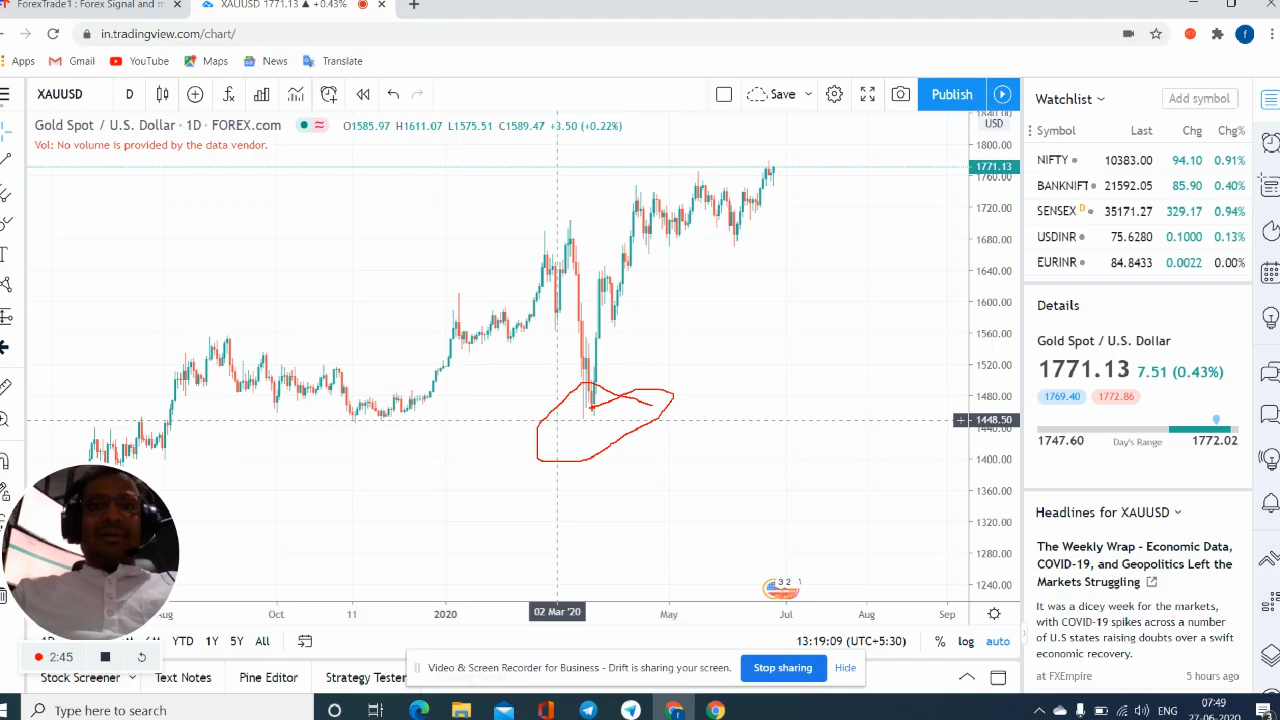 ForexTrade1 : Forex Signal and m
XAUUSD 1771.13 ▲ +0.43%
in.tradingview.com/chart/
f
Apps
Gmail
YouTube
Maps
News
Translate
XAUUSD
D
Save
Publish
Gold Spot / U.S. Dollar · 1D · FOREX.com
O1585.97 H1611.07 L1575.51 C1589.47 +3.50 (+0.22%)
Vol: No volume is provided by the data vendor.
1840.00
USD
1800.00
1771.13
1760.00
1720.00
1680.00
1640.00
1600.00
1560.00
1520.00
1480.00
1448.50
1440.00
1400.00
1360.00
1320.00
1280.00
1240.00
3 2 1
Aug
Oct
11
2020
02 Mar '20
May
Jul
Aug
Sep
YTD
1Y
5Y
All
13:19:09 (UTC+5:30)
%
log
auto
2:45
Video & Screen Recorder for Business - Drift is sharing your screen.
Stop sharing
Hide
Stock Screener
Text Notes
Pine Editor
Strategy Tester
Watchlist
Add symbol
Symbol Last Chg Chg%
NIFTY 10383.00 94.10 0.91%
BANKNIFT 21592.05 85.90 0.40%
SENSEX D 35171.27 329.17 0.94%
USDINR 75.6280 0.1000 0.13%
EURINR 84.8433 0.0022 0.00%
Details
Gold Spot / U.S. Dollar
1771.13 7.51 (0.43%)
1769.40 1772.86
1747.60 Day's Range 1772.02
Headlines for XAUUSD
The Weekly Wrap - Economic Data,
COVID-19, and Geopolitics Left the
Markets Struggling
It was a dicey week for the markets,
with COVID-19 spikes across a number
of U.S states raising doubts over a swift
economic recovery.
at FXEmpire 5 hours ago
Type here to search
07:49
27-06-2020